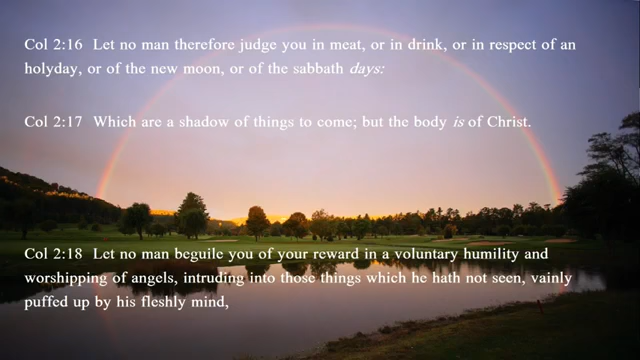 Col 2:16  Let no man therefore judge you in meat, or in drink, or in respect of an
holyday, or of the new moon, or of the sabbath days:
Col 2:17  Which are a shadow of things to come; but the body is of Christ.
Col 2:18  Let no man beguile you of your reward in a voluntary humility and
worshipping of angels, intruding into those things which he hath not seen, vainly
puffed up by his fleshly mind,